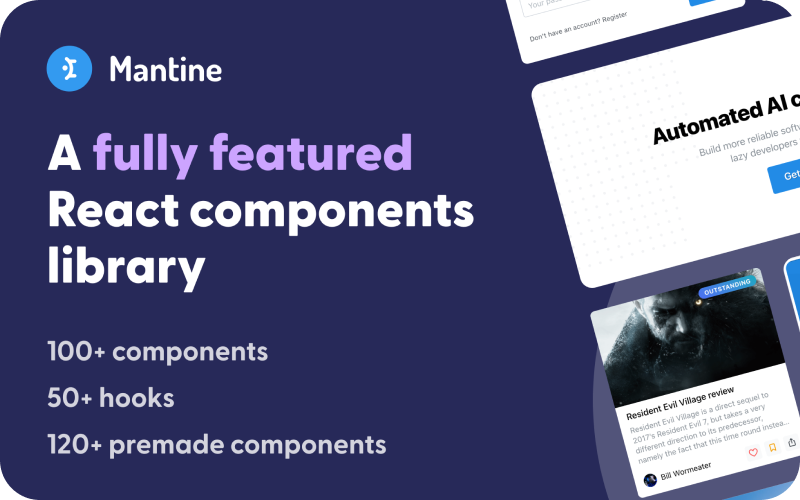 Mantine
A fully featured
React components
library
100+ components
50+ hooks
120+ premade components
Your pas
Don't have an account? Register
Automated AI c
Build more reliable soft
lazy developers
Get
OUTSTANDING
Resident Evil Village review
Resident Evil Village is a direct sequel to
2017's Resident Evil 7, but takes a very
different direction to its predecessor,
namely the fact that this time round instea...
Bill Wormeater